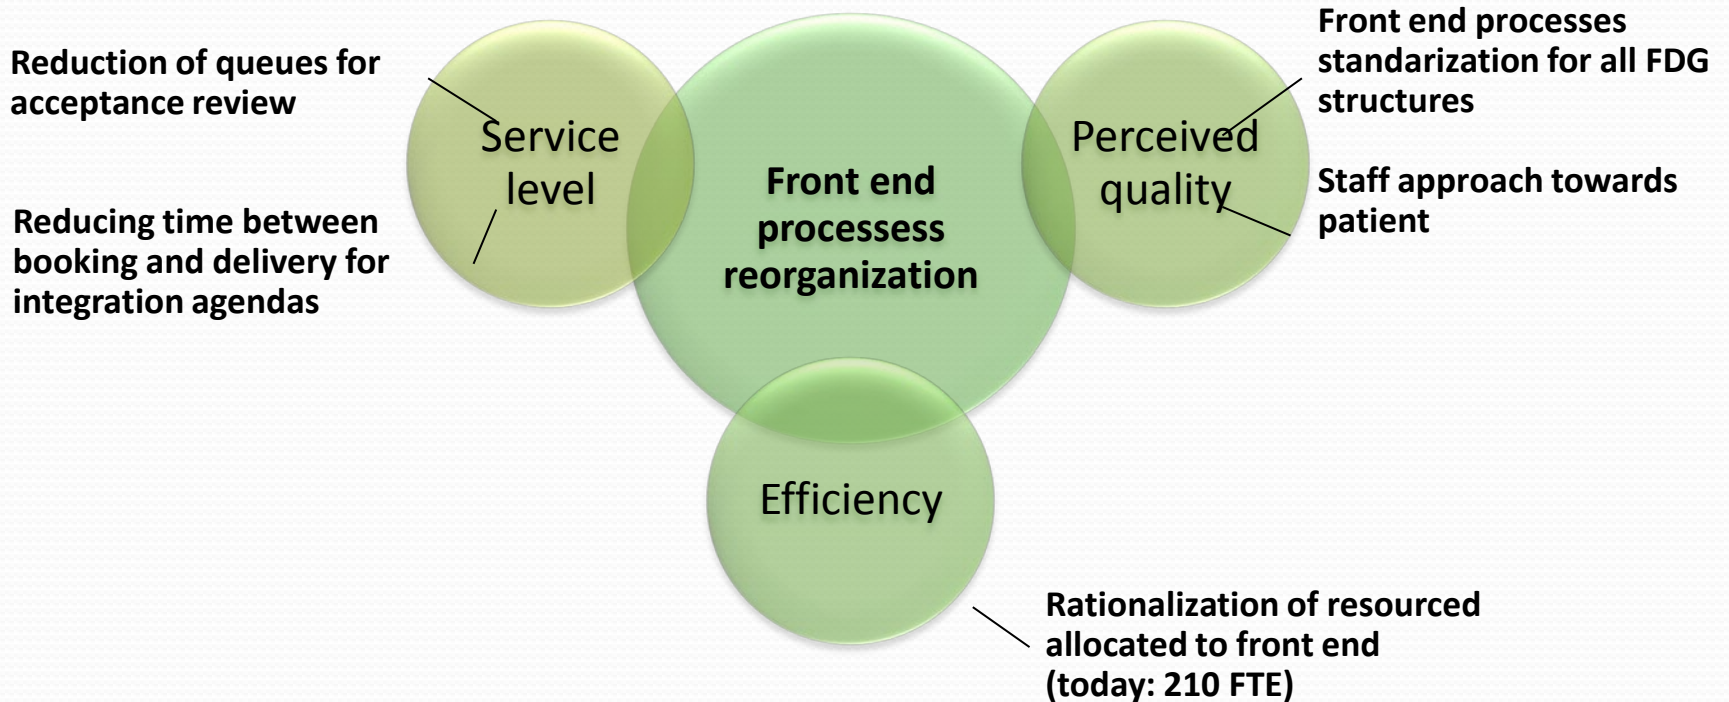 Reduction of queues for
acceptance review
Reducing time between
booking and delivery for
integration agendas
Service
level
Front end
processess
reorganization
Perceived
quality
Front end processes
standarization for all FDG
structures
Staff approach towards
patient
Efficiency
Rationalization of resourced
allocated to front end
(today: 210 FTE)